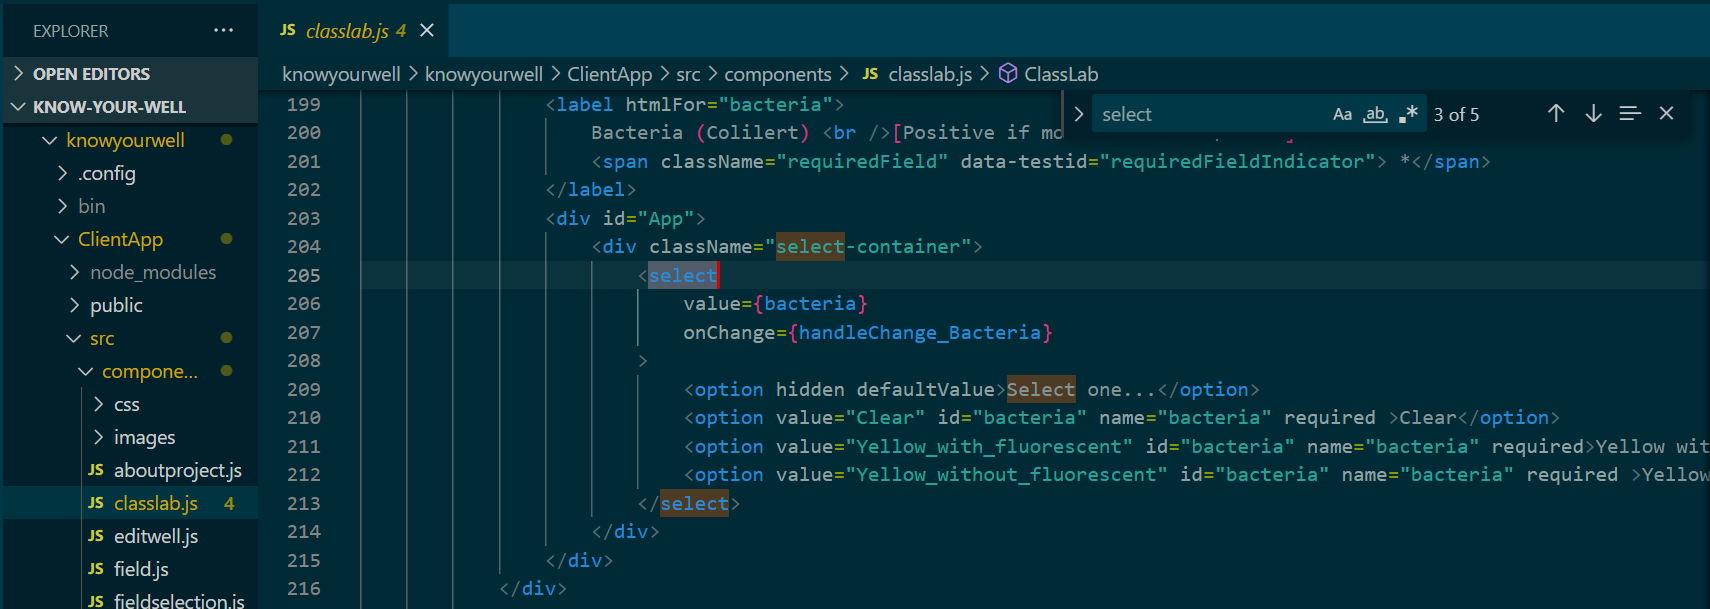 EXPLORER ···
OPEN EDITORS
KNOW-YOUR-WELL
knowyourwell
.config
bin
ClientApp
node_modules
public
src
compone...
css
images
JS aboutproject.js
JS classlab.js 4
JS editwell.js
JS field.js
JS fieldselection.js
JS classlab.js 4
knowyourwell > knowyourwell > ClientApp > src > components > JS classlab.js > ClassLab
select Aa ab .* 3 of 5
199 <label htmlFor="bacteria">
200 Bacteria (Colilert) <br />[Positive if mo
201 <span className="requiredField" data-testid="requiredFieldIndicator"> *</span>
202 </label>
203 <div id="App">
204 <div className="select-container">
205 <select
206 value={bacteria}
207 onChange={handleChange_Bacteria}
208 >
209 <option hidden defaultValue>Select one...</option>
210 <option value="Clear" id="bacteria" name="bacteria" required >Clear</option>
211 <option value="Yellow_with_fluorescent" id="bacteria" name="bacteria" required>Yellow wit
212 <option value="Yellow_without_fluorescent" id="bacteria" name="bacteria" required >Yellow
213 </select>
214 </div>
215 </div>
216 </div>